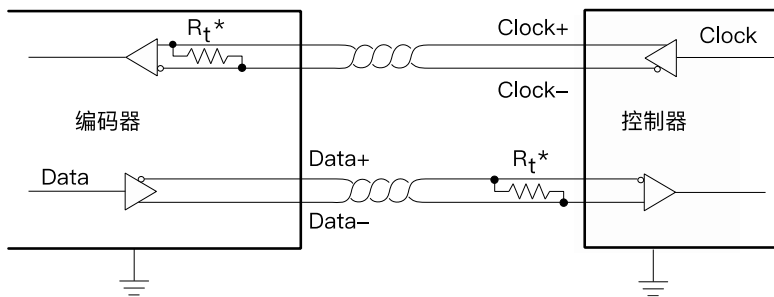 Rt*
Clock+
Clock
Clock−
编码器
控制器
Data
Data+
Rt*
Data−